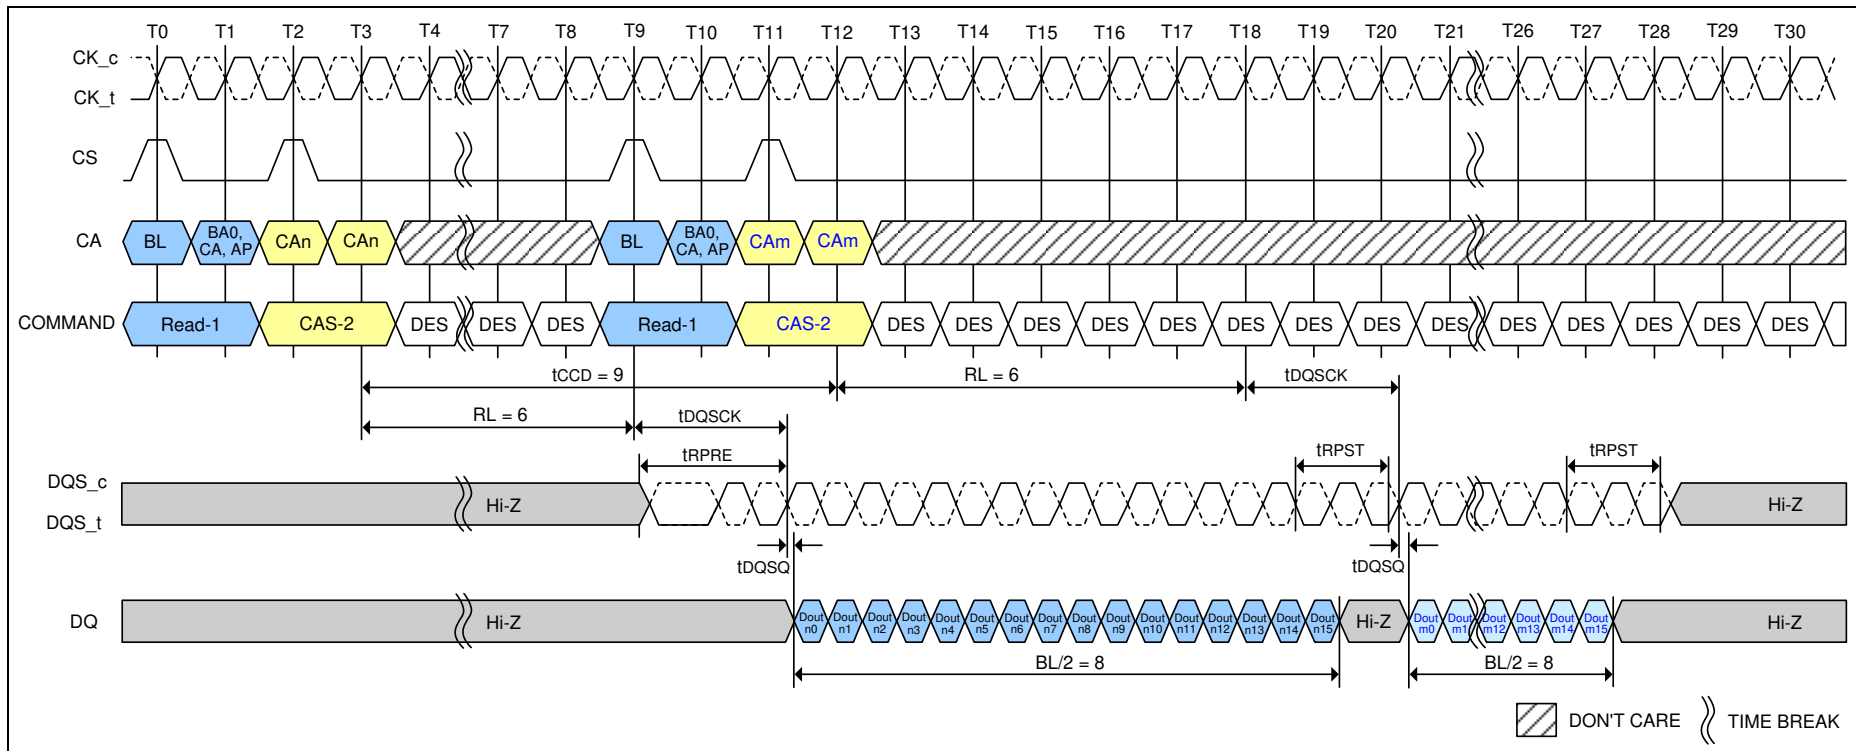 T0 T1 T2 T3 T4 T7 T8 T9 T10 T11 T12 T13 T14 T15 T16 T17 T18 T19 T20 T21 T26 T27 T28 T29 T30
CK_c
CK_t
CS
CA BL BA0, CA, AP CAn CAn BL BA0, CA, AP CAm CAm
COMMAND Read-1 CAS-2 DES DES DES Read-1 CAS-2 DES DES DES DES DES DES DES DES DES DES DES DES DES DES
tCCD = 9 RL = 6 tDQSCK
RL = 6 tDQSCK
tRPRE tRPST tRPST
DQS_c
Hi-Z Hi-Z
DQS_t
tDQSQ tDQSQ
DQ Hi-Z Dout n0 Dout n1 Dout n2 Dout n3 Dout n4 Dout n5 Dout n6 Dout n7 Dout n8 Dout n9 Dout n10 Dout n11 Dout n12 Dout n13 Dout n14 Dout n15 Hi-Z Dout m0 Dout m1 Dout m12 Dout m13 Dout m14 Dout m15 Hi-Z
BL/2 = 8 BL/2 = 8
DON'T CARE TIME BREAK